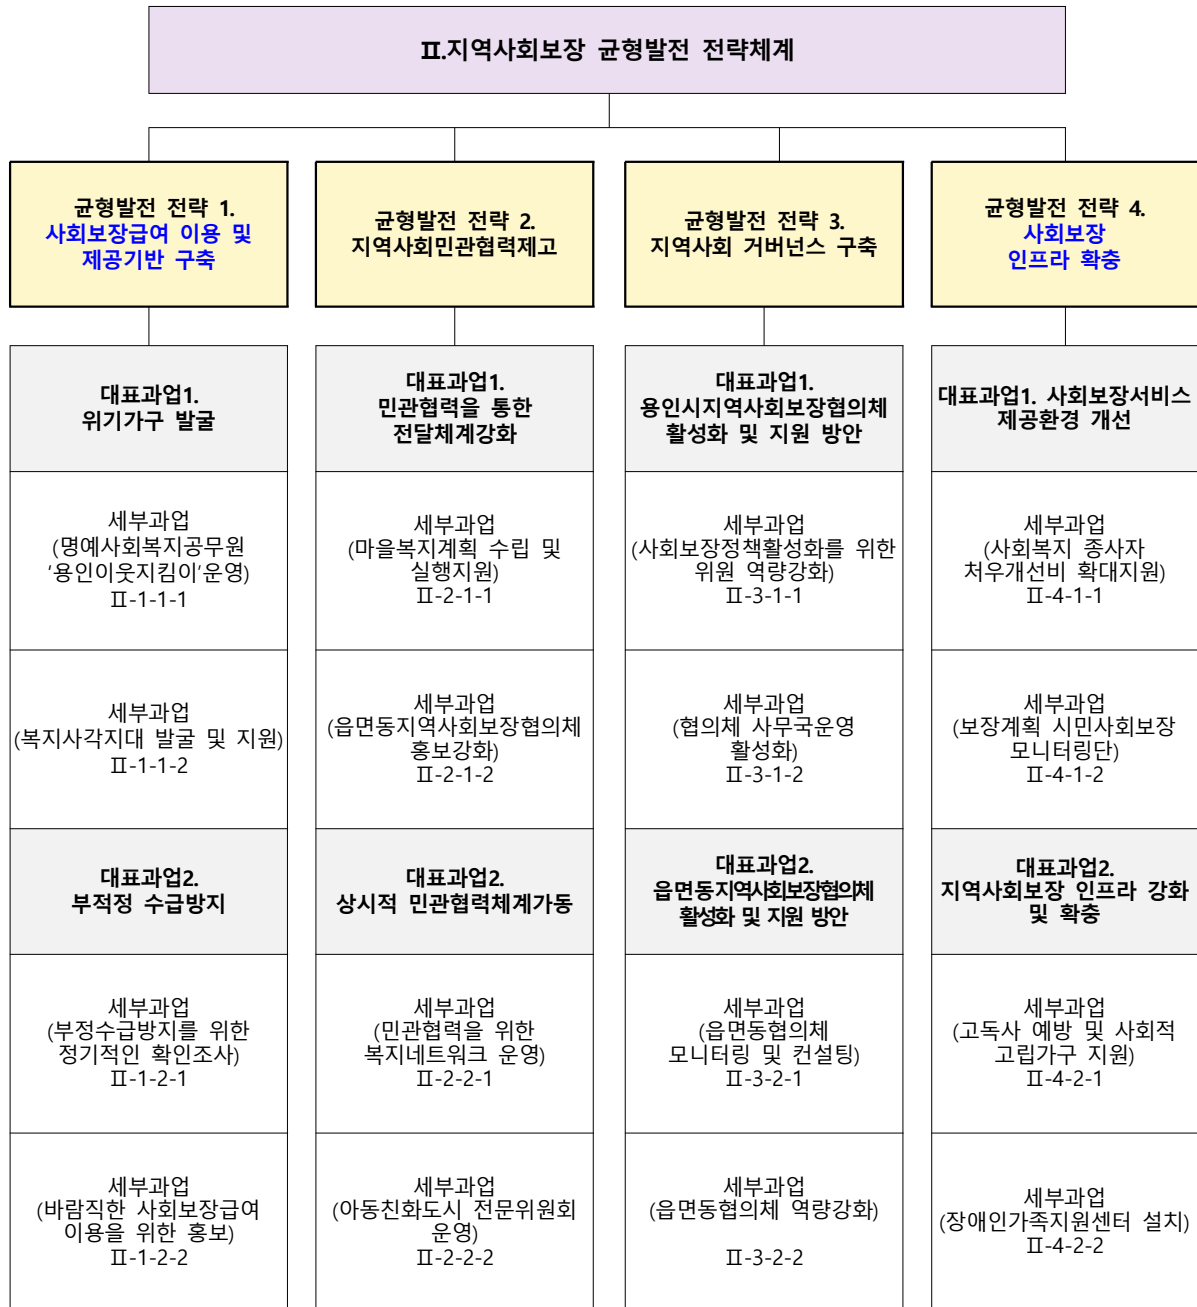 Ⅱ.지역사회보장 균형발전 전략체계
균형발전 전략 1.
사회보장급여 이용 및
제공기반 구축
균형발전 전략 2.
지역사회민관협력제고
균형발전 전략 3.
지역사회 거버넌스 구축
균형발전 전략 4.
사회보장
인프라 확충
대표과업1.
위기가구 발굴
대표과업1.
민관협력을 통한
전달체계강화
대표과업1.
용인시지역사회보장협의체
활성화 및 지원 방안
대표과업1. 사회보장서비스
제공환경 개선
세부과업
(명예사회복지공무원
‘용인이웃지킴이’운영)
Ⅱ-1-1-1
세부과업
(마을복지계획 수립 및
실행지원)
Ⅱ-2-1-1
세부과업
(사회보장정책활성화를 위한
위원 역량강화)
Ⅱ-3-1-1
세부과업
(사회복지 종사자
처우개선비 확대지원)
Ⅱ-4-1-1
세부과업
(복지사각지대 발굴 및 지원)
Ⅱ-1-1-2
세부과업
(읍면동지역사회보장협의체
홍보강화)
Ⅱ-2-1-2
세부과업
(협의체 사무국운영
활성화)
Ⅱ-3-1-2
세부과업
(보장계획 시민사회보장
모니터링단)
Ⅱ-4-1-2
대표과업2.
부적정 수급방지
대표과업2.
상시적 민관협력체계가동
대표과업2.
읍면동지역사회보장협의체
활성화 및 지원 방안
대표과업2.
지역사회보장 인프라 강화
및 확충
세부과업
(부정수급방지를 위한
정기적인 확인조사)
Ⅱ-1-2-1
세부과업
(민관협력을 위한
복지네트워크 운영)
Ⅱ-2-2-1
세부과업
(읍면동협의체
모니터링 및 컨설팅)
Ⅱ-3-2-1
세부과업
(고독사 예방 및 사회적
고립가구 지원)
Ⅱ-4-2-1
세부과업
(바람직한 사회보장급여
이용을 위한 홍보)
Ⅱ-1-2-2
세부과업
(아동친화도시 전문위원회
운영)
Ⅱ-2-2-2
세부과업
(읍면동협의체 역량강화)
Ⅱ-3-2-2
세부과업
(장애인가족지원센터 설치)
Ⅱ-4-2-2